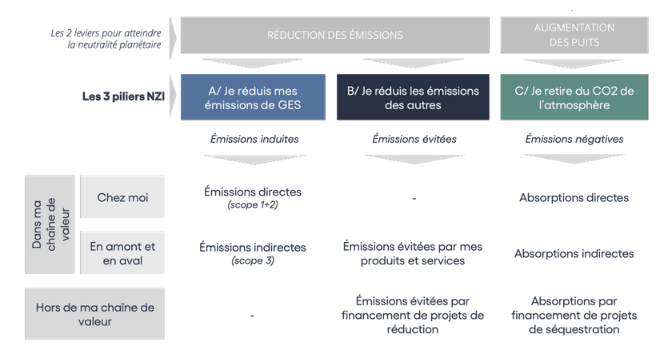 Les 2 leviers pour atteindre
la neutralité planétaire
RÉDUCTION DES ÉMISSIONS
AUGMENTATION
DES PUITS
Les 3 piliers NZI
A/ Je réduis mes
émissions de GES
B/ Je réduis les émissions
des autres
C/ Je retire du CO2 de
l'atmosphère
Émissions induites
Émissions évitées
Émissions négatives
Dans ma
chaîne de
valeur
Chez moi
Émissions directes
(scope 1+2)
-
Absorptions directes
En amont et
en aval
Émissions indirectes
(scope 3)
Émissions évitées par mes
produits et services
Absorptions indirectes
Hors de ma chaîne de
valeur
-
Émissions évitées par
financement de projets de
réduction
Absorptions par
financement de projets
de séquestration